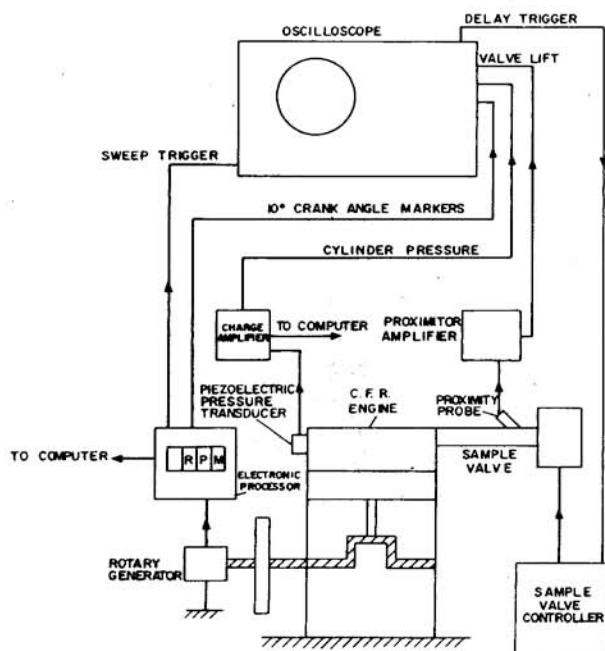 DELAY TRIGGER
OSCILLOSCOPE
VALVE LIFT
SWEEP TRIGGER
10° CRANK ANGLE MARKERS
CYLINDER PRESSURE
CHARGE
AMPLIFIER
TO COMPUTER
PROXIMITOR
AMPLIFIER
PIEZOELECTRIC
PRESSURE
TRANSDUCER
C.F.R.
ENGINE
PROXIMITY
PROBE
TO COMPUTER
RPM
SAMPLE
VALVE
ELECTRONIC
PROCESSOR
ROTARY
GENERATOR
SAMPLE
VALVE
CONTROLLER